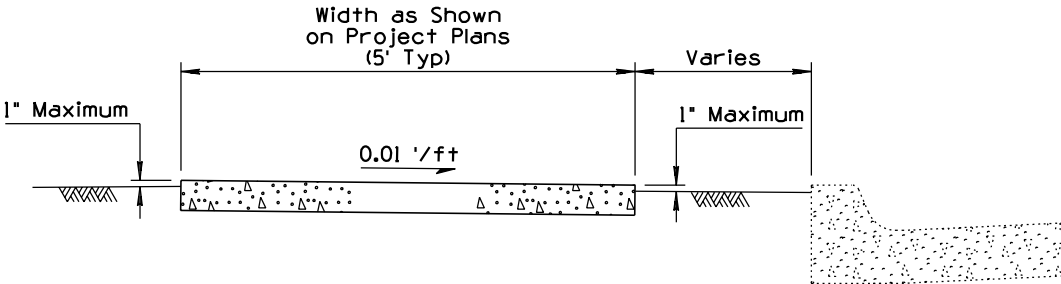 Width as Shown
on Project Plans
(5' Typ)
Varies
1" Maximum
1" Maximum
0.01 '/ft